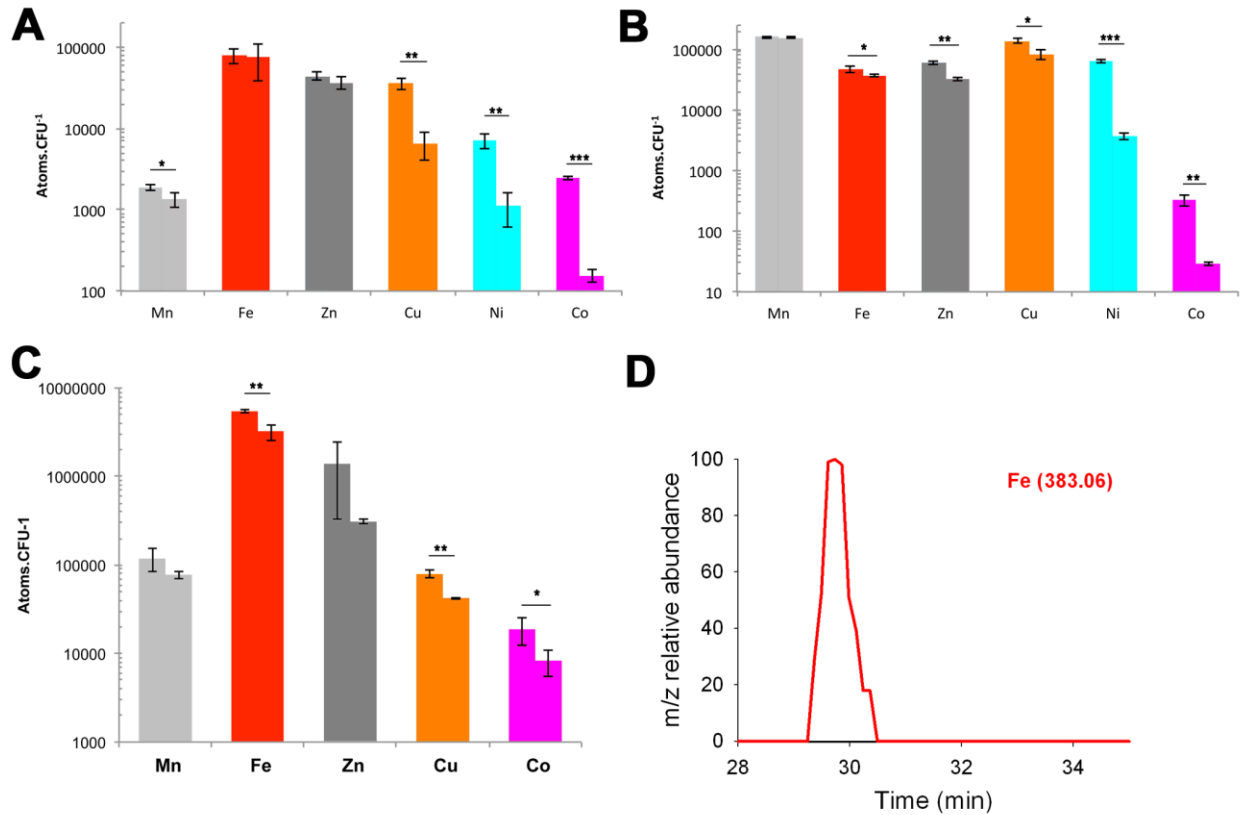 A
100000
10000
1000
100
Atoms.CFU-1
*
**
**
***
Mn Fe Zn Cu Ni Co
B
100000
10000
1000
100
10
Atoms.CFU-1
*
**
*
***
**
Mn Fe Zn Cu Ni Co
C
10000000
1000000
100000
10000
1000
Atoms.CFU-1
**
**
*
Mn Fe Zn Cu Co
D
100
80
60
40
20
0
m/z relative abundance
Fe (383.06)
28 30 32 34
Time (min)